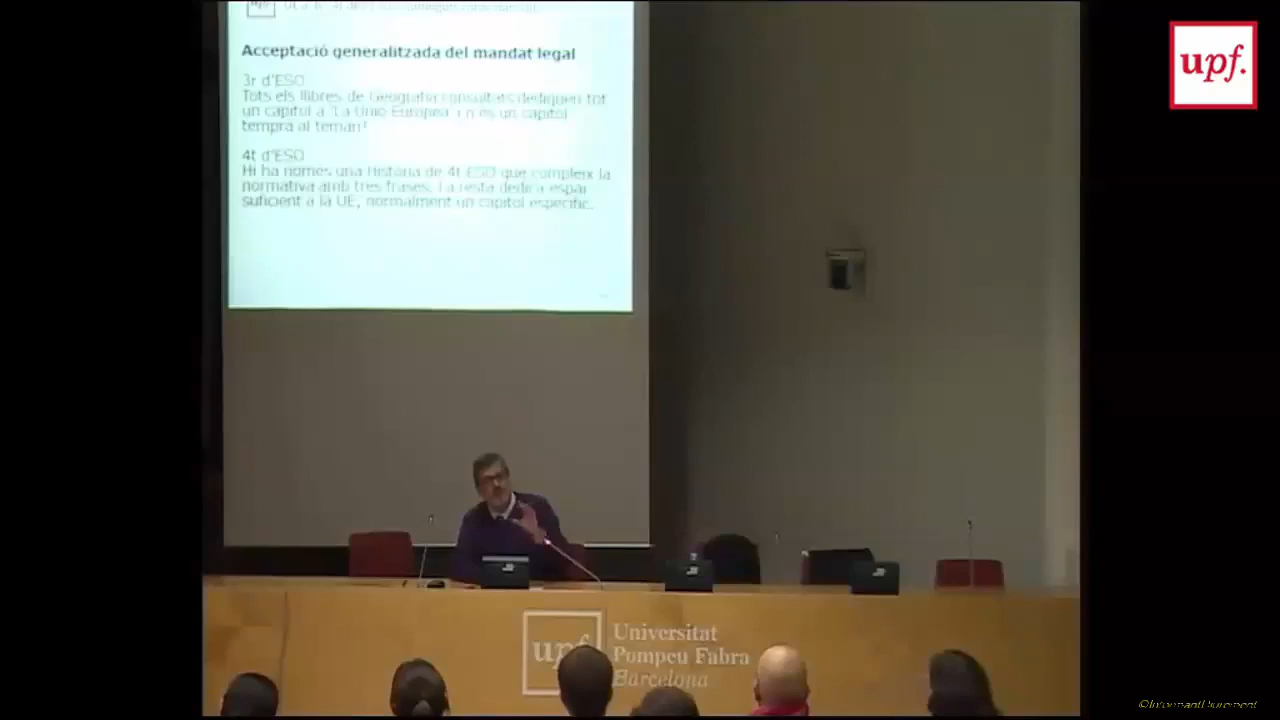 upf.
Acceptació generalitzada del mandat legal
3r d'ESO
Tots els llibres de Geografia consultats dediquen tot
un capítol a 'La Unió Europea' i n és un capítol
4t d'ESO
Hi ha només una Història de 4t ESO que compleix la
normativa amb tres frases. La resta dedica espai
suficient a la UE, normalment un capítol específic.
upf.
Universitat
Pompeu Fabra
Barcelona